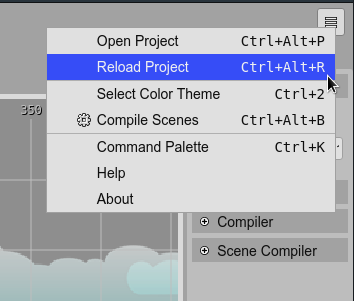 Open Project Ctrl+Alt+P
Reload Project Ctrl+Alt+R
350
Select Color Theme Ctrl+2
Compile Scenes Ctrl+Alt+B
Command Palette Ctrl+K
Help
About
Compiler
Scene Compiler